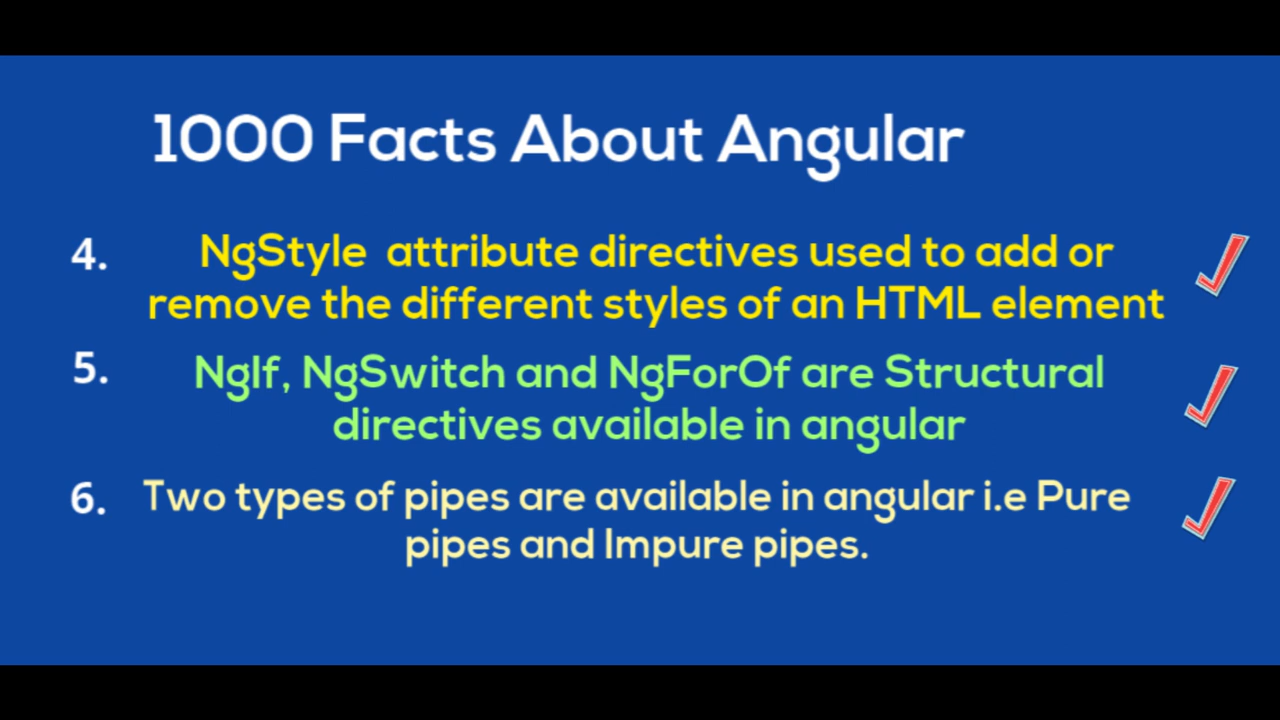 1000 Facts About Angular
4. NgStyle attribute directives used to add or
remove the different styles of an HTML element
5. NgIf, NgSwitch and NgForOf are Structural
directives available in angular
6. Two types of pipes are available in angular i.e Pure
pipes and Impure pipes.